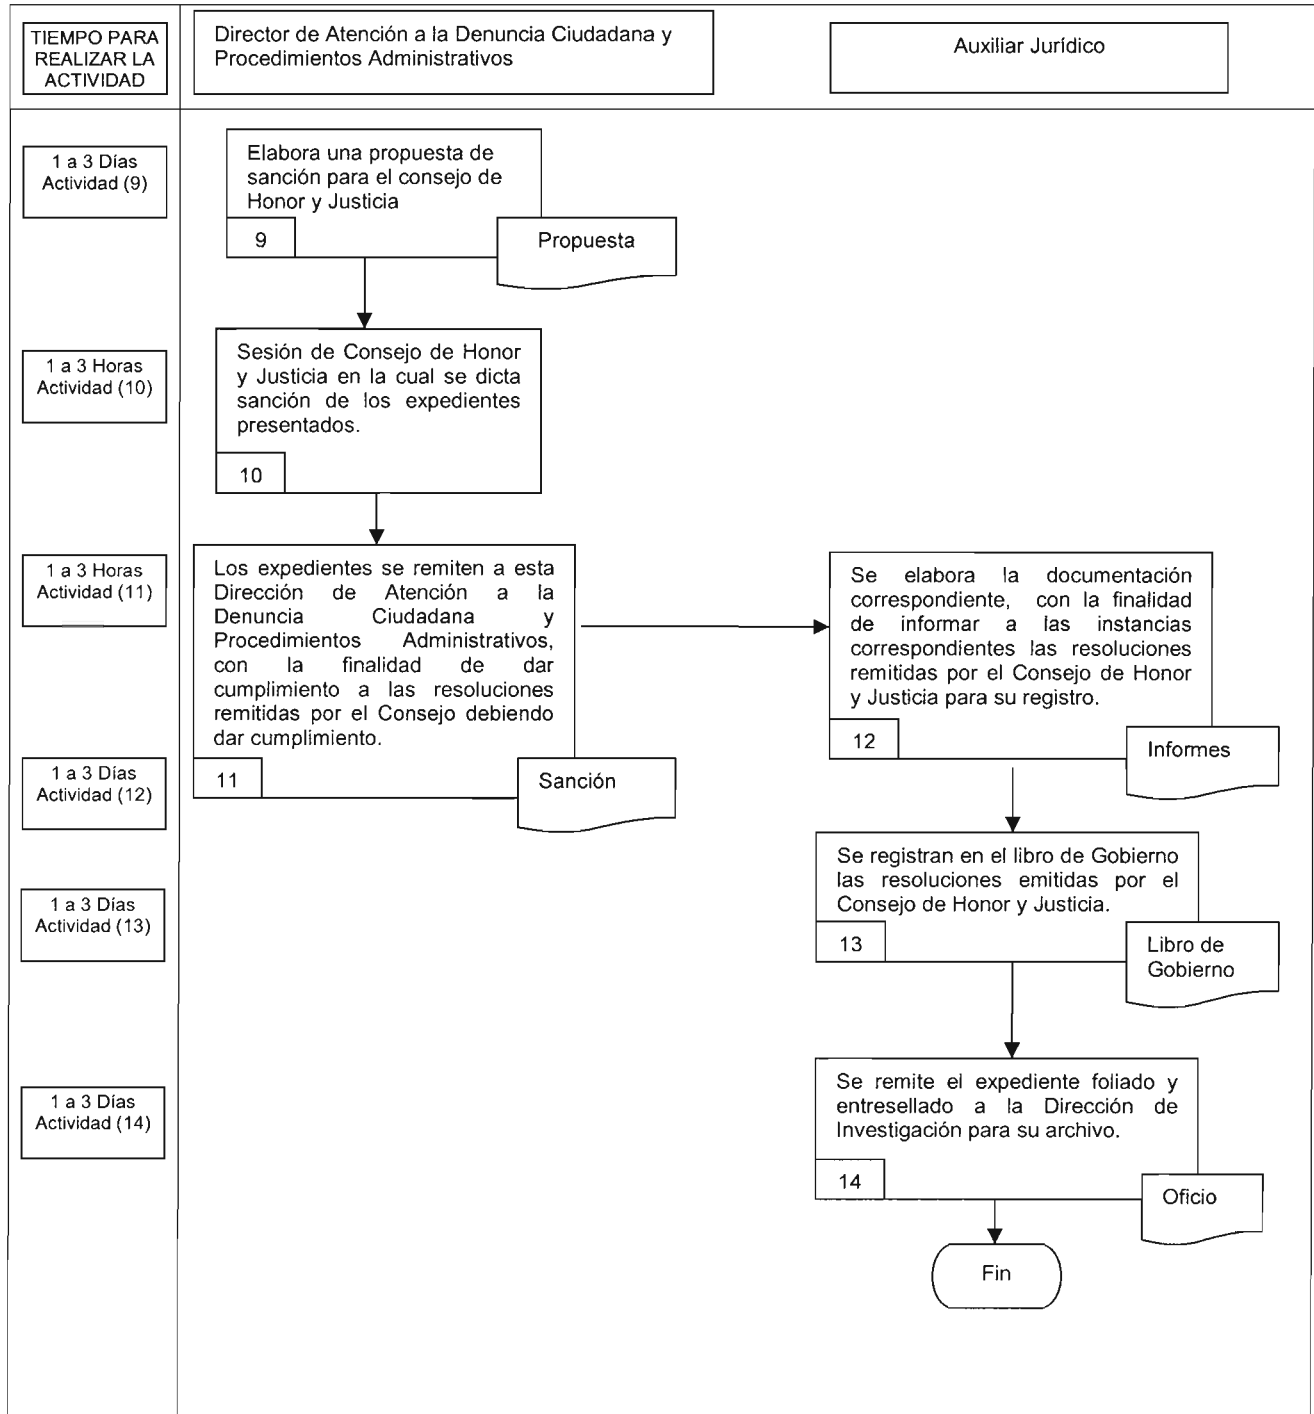 TIEMPO PARA
REALIZAR LA
ACTIVIDAD
Director de Atención a la Denuncia Ciudadana y
Procedimientos Administrativos
Auxiliar Jurídico
1 a 3 Días
Actividad (9)
Elabora una propuesta de
sanción para el consejo de
Honor y Justicia
9
Propuesta
1 a 3 Horas
Actividad (10)
Sesión de Consejo de Honor
y Justicia en la cual se dicta
sanción de los expedientes
presentados.
10
1 a 3 Horas
Actividad (11)
Los expedientes se remiten a esta
Dirección de Atención a la
Denuncia Ciudadana y
Procedimientos Administrativos,
con la finalidad de dar
cumplimiento a las resoluciones
remitidas por el Consejo debiendo
dar cumplimiento.
11
Sanción
Se elabora la documentación
correspondiente, con la finalidad
de informar a las instancias
correspondientes las resoluciones
remitidas por el Consejo de Honor
y Justicia para su registro.
12
Informes
1 a 3 Días
Actividad (12)
Se registran en el libro de Gobierno
las resoluciones emitidas por el
Consejo de Honor y Justicia.
13
Libro de
Gobierno
1 a 3 Días
Actividad (13)
Se remite el expediente foliado y
entresellado a la Dirección de
Investigación para su archivo.
14
Oficio
1 a 3 Días
Actividad (14)
Fin